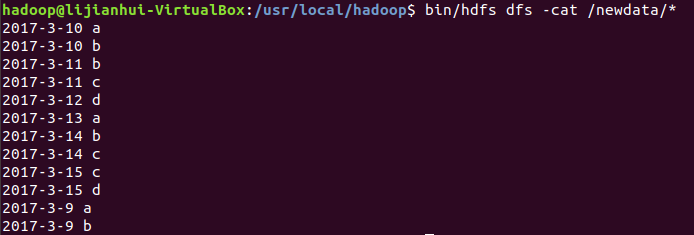 hadoop@lijianhui-VirtualBox:/usr/local/hadoop$ bin/hdfs dfs -cat /newdata/*
2017-3-10 a
2017-3-10 b
2017-3-11 b
2017-3-11 c
2017-3-12 d
2017-3-13 a
2017-3-14 b
2017-3-14 c
2017-3-15 c
2017-3-15 d
2017-3-9 a
2017-3-9 b